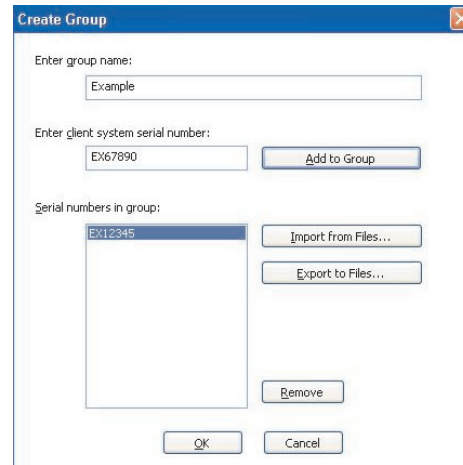 Create Group
Enter group name:
Example
Enter client system serial number:
EX67890
Add to Group
Serial numbers in group:
EX12345
Import from Files...
Export to Files...
Remove
OK
Cancel